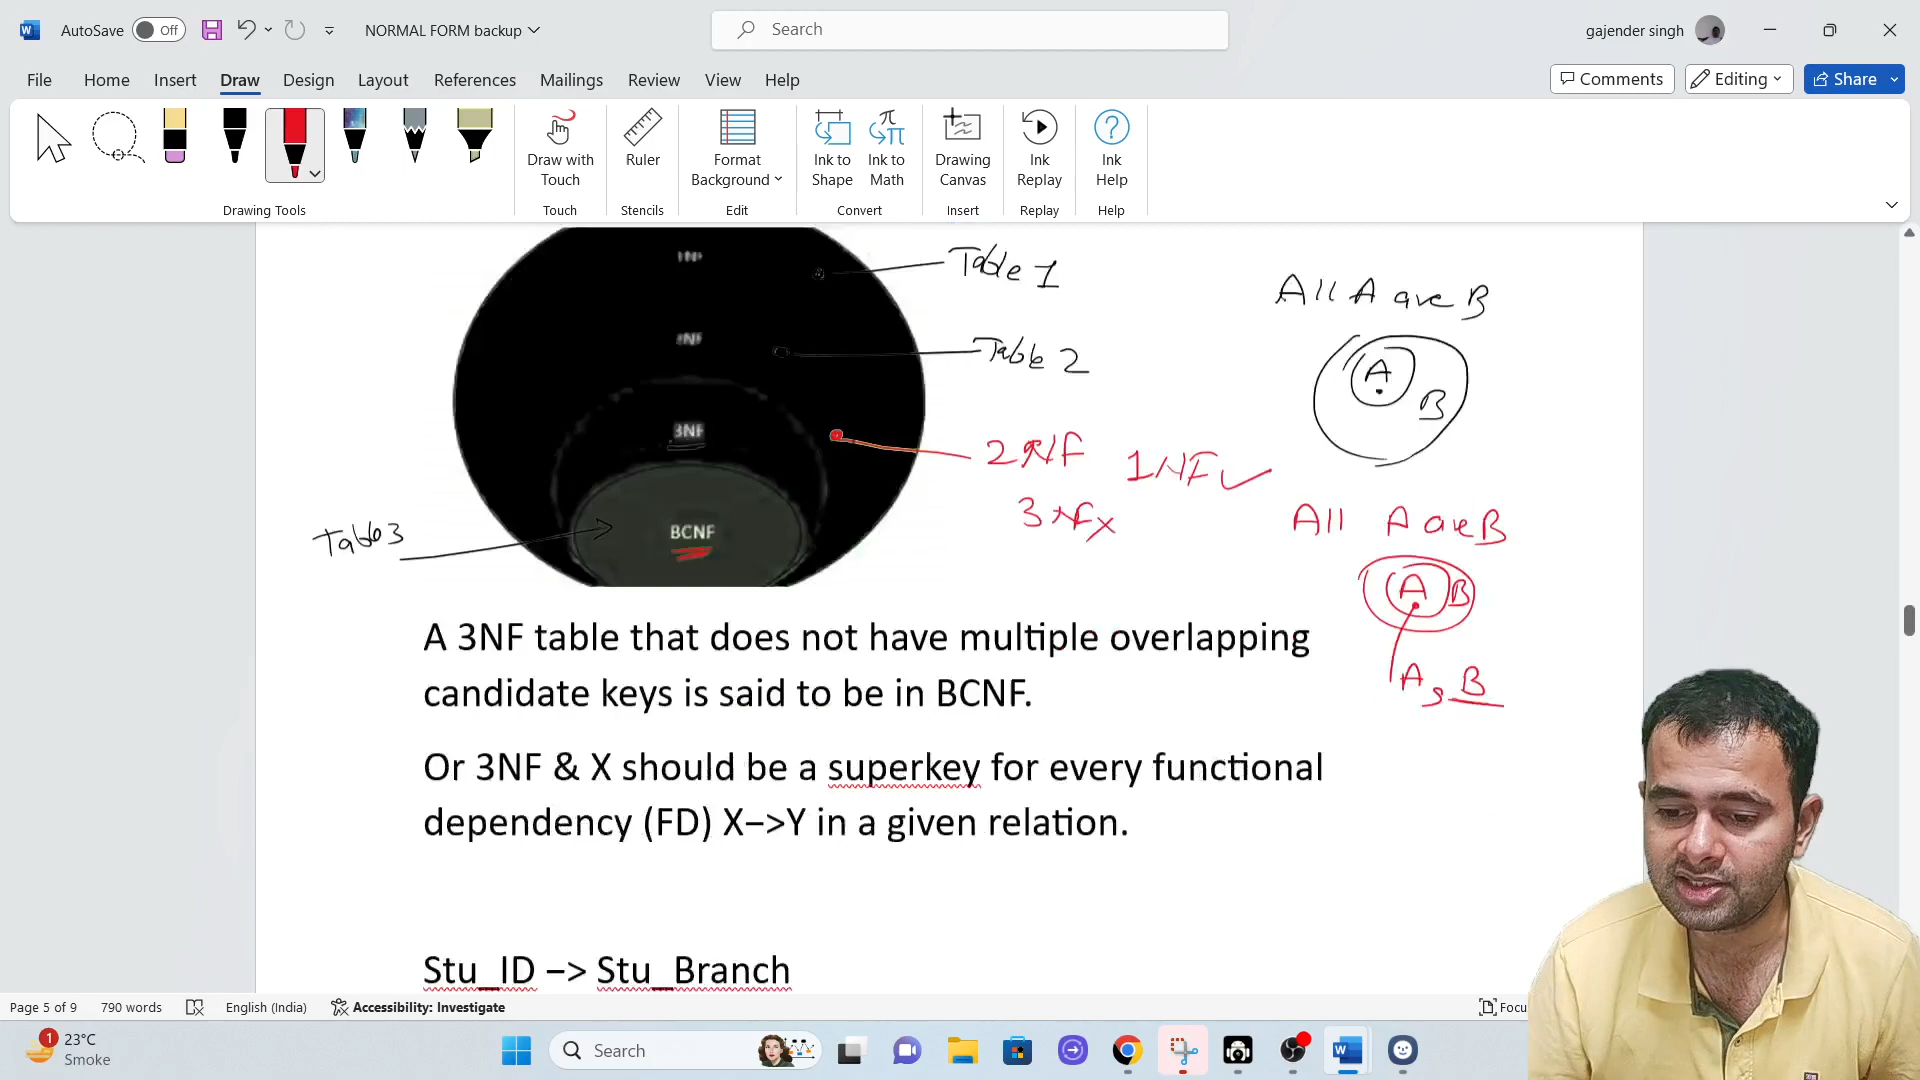 AutoSave Off NORMAL FORM backup Search gajender singh
File Home Insert Draw Design Layout References Mailings Review View Help Comments Editing Share
Draw with Touch Ruler Format Background Ink to Shape Ink to Math Drawing Canvas Ink Replay Ink Help
Drawing Tools Touch Stencils Edit Convert Insert Replay Help
Table 1
All A are B
Table 2
A
B
3NF
2NF 1NF
3NF x
All A are B
Table 3
BCNF
A B
A, B
A 3NF table that does not have multiple overlapping
candidate keys is said to be in BCNF.
Or 3NF & X should be a superkey for every functional
dependency (FD) X–>Y in a given relation.
Stu_ID –> Stu_Branch
Page 5 of 9 790 words English (India) Accessibility: Investigate Focu
1 23°C
Smoke
Search